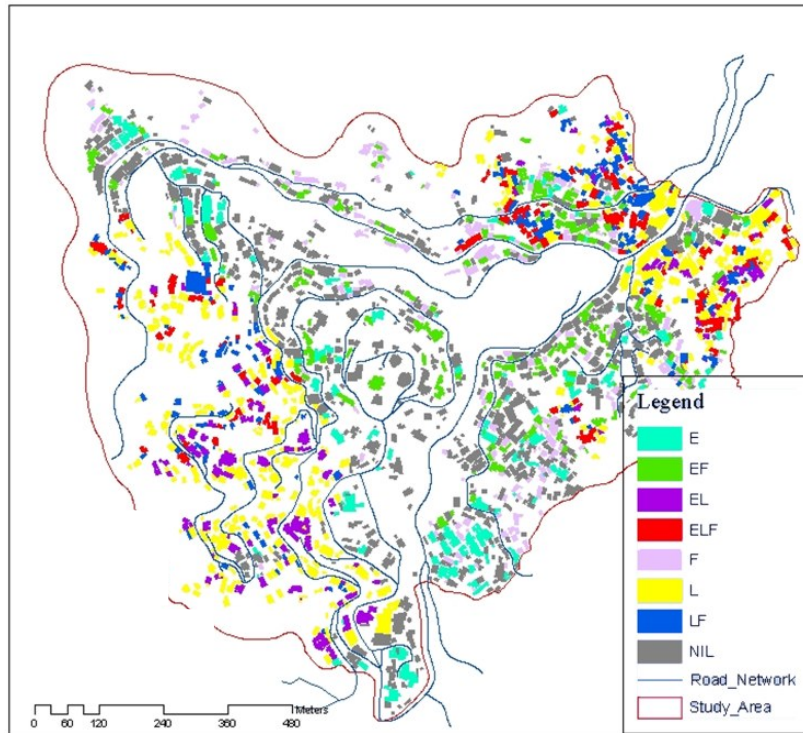 Legend
E
EF
EL
ELF
F
L
LF
NIL
Road_Network
Study_Area
Meters
0 60 120 240 360 480